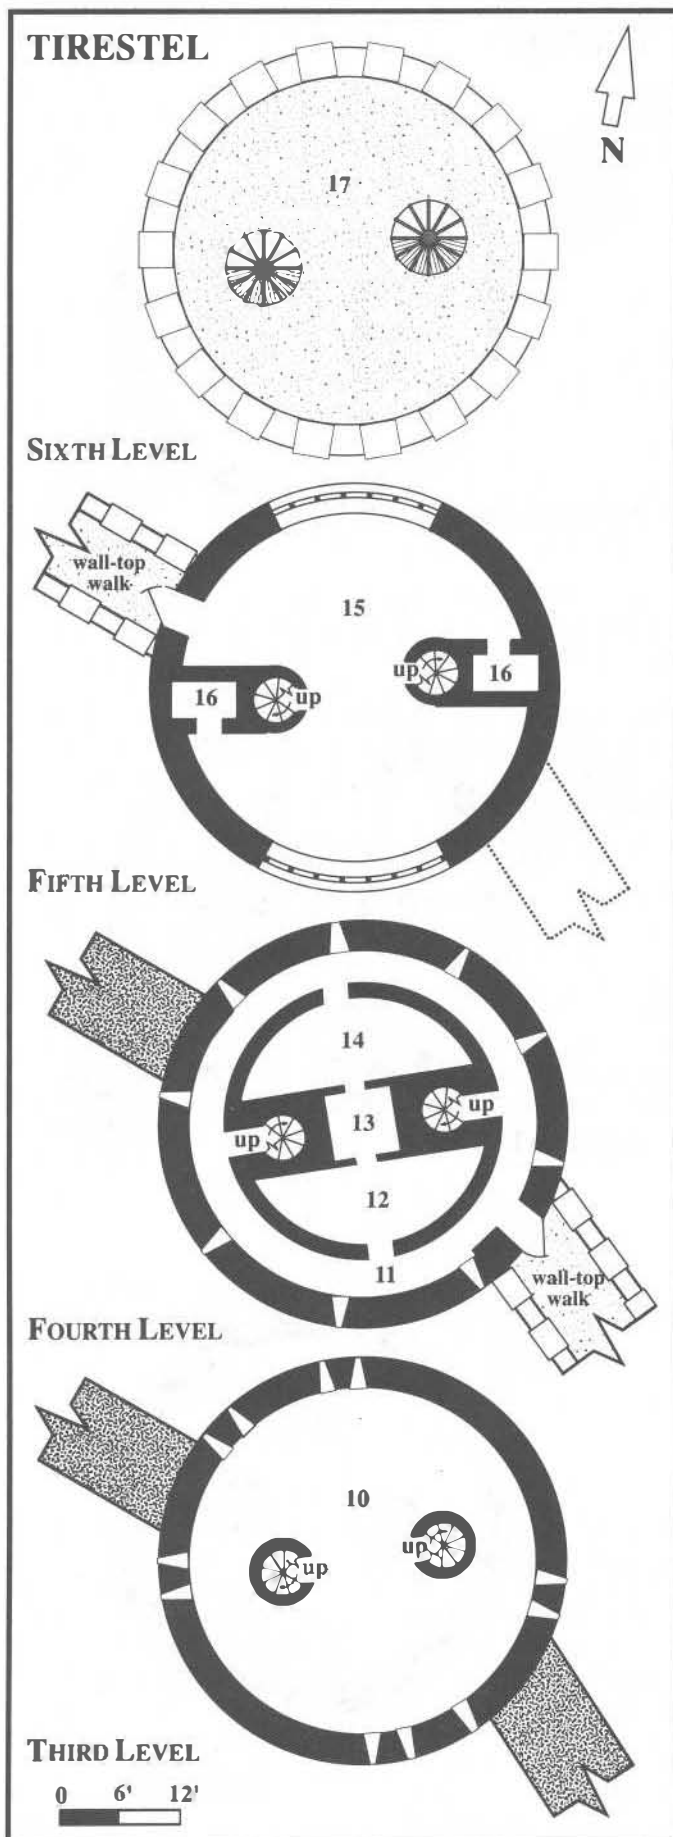 TIRESTEL
N
17
SIXTH LEVEL
wall-top
walk
15
up
16
16
up
FIFTH LEVEL
14
up
13
up
12
11
wall-top
walk
FOURTH LEVEL
10
up
up
THIRD LEVEL
0 6' 12'